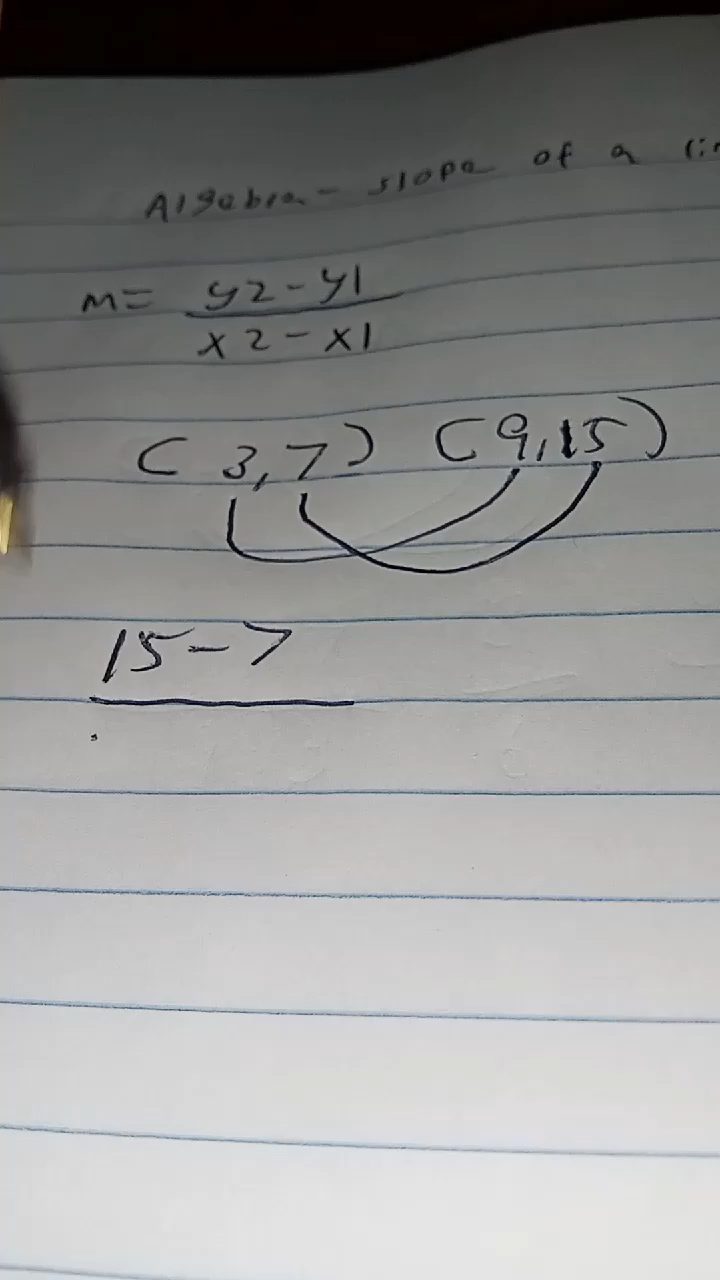 Algebra - slope of a
m = y2 - y1
x2 - x1
(3,7) (9,15)
15-7